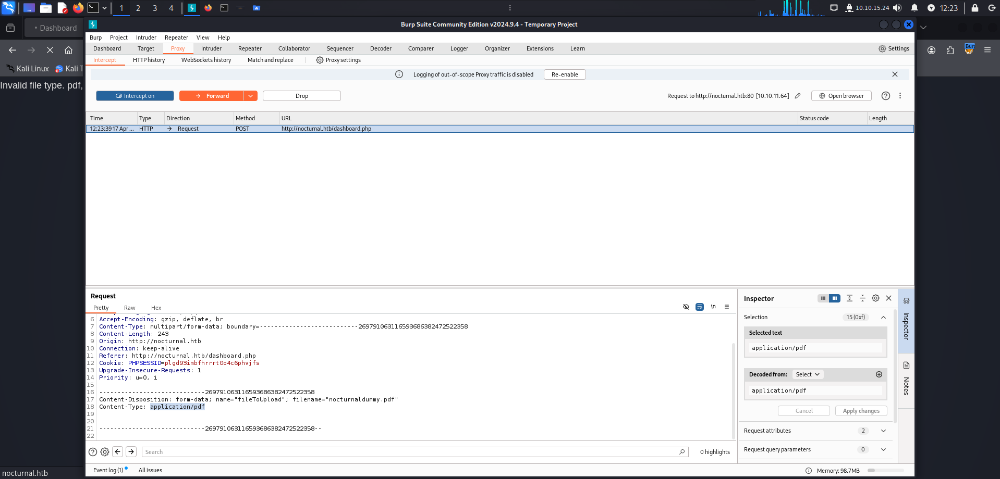 1 2 3 4
10.10.15.24
12:23
Dashboard
Burp Suite Community Edition v2024.9.4 - Temporary Project
Burp Project Intruder Repeater View Help
Dashboard Target Proxy Intruder Repeater Collaborator Sequencer Decoder Comparer Logger Organizer Extensions Learn Settings
Burp
Intercept HTTP history WebSockets history Match and replace Proxy settings
Kali Linux Kali T
Logging of out-of-scope Proxy traffic is disabled Re-enable
Invalid file type. pdf,
Intercept on Forward Drop Request to http://nocturnal.htb:80 [10.10.11.64] Open browser
Time Type Direction Method URL Status code Length
12:23:39 17 Apr ... HTTP Request POST http://nocturnal.htb/dashboard.php
Request
Pretty Raw Hex
\n
6 Accept-Encoding: gzip, deflate, br
7 Content-Type: multipart/form-data; boundary=---------------------------269791063116593686382472522358
8 Content-Length: 243
9 Origin: http://nocturnal.htb
10 Connection: keep-alive
11 Referer: http://nocturnal.htb/dashboard.php
12 Cookie: PHPSESSID=plgd93imbfhrrrt0o4c6phvjfs
13 Upgrade-Insecure-Requests: 1
14 Priority: u=0, i
15
16 -----------------------------269791063116593686382472522358
17 Content-Disposition: form-data; name="fileToUpload"; filename="nocturnaldummy.pdf"
18 Content-Type: application/pdf
19
20
21 -----------------------------269791063116593686382472522358--
22
Search
0 highlights
Inspector
Selection 15 (0xf)
Selected text
application/pdf
Decoded from: Select
application/pdf
Cancel Apply changes
Request attributes 2
Request query parameters 0
Inspector
Notes
Event log (1) All issues
Memory: 98.7MB
nocturnal.htb